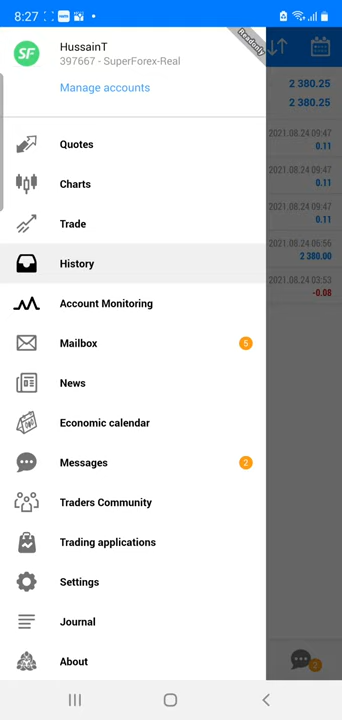 8:27
SF
HussainT
397667 - SuperForex-Real
Manage accounts
Readonly
2 380.25
2 380.25
Quotes
2021.08.24 09:47
0.11
Charts
2021.08.24 09:47
0.11
Trade
2021.08.24 09:47
0.11
History
2021.08.24 06:56
2 380.00
Account Monitoring
2021.08.24 03:53
-0.08
Mailbox
5
News
Economic calendar
Messages
2
Traders Community
Trading applications
Settings
Journal
About
2